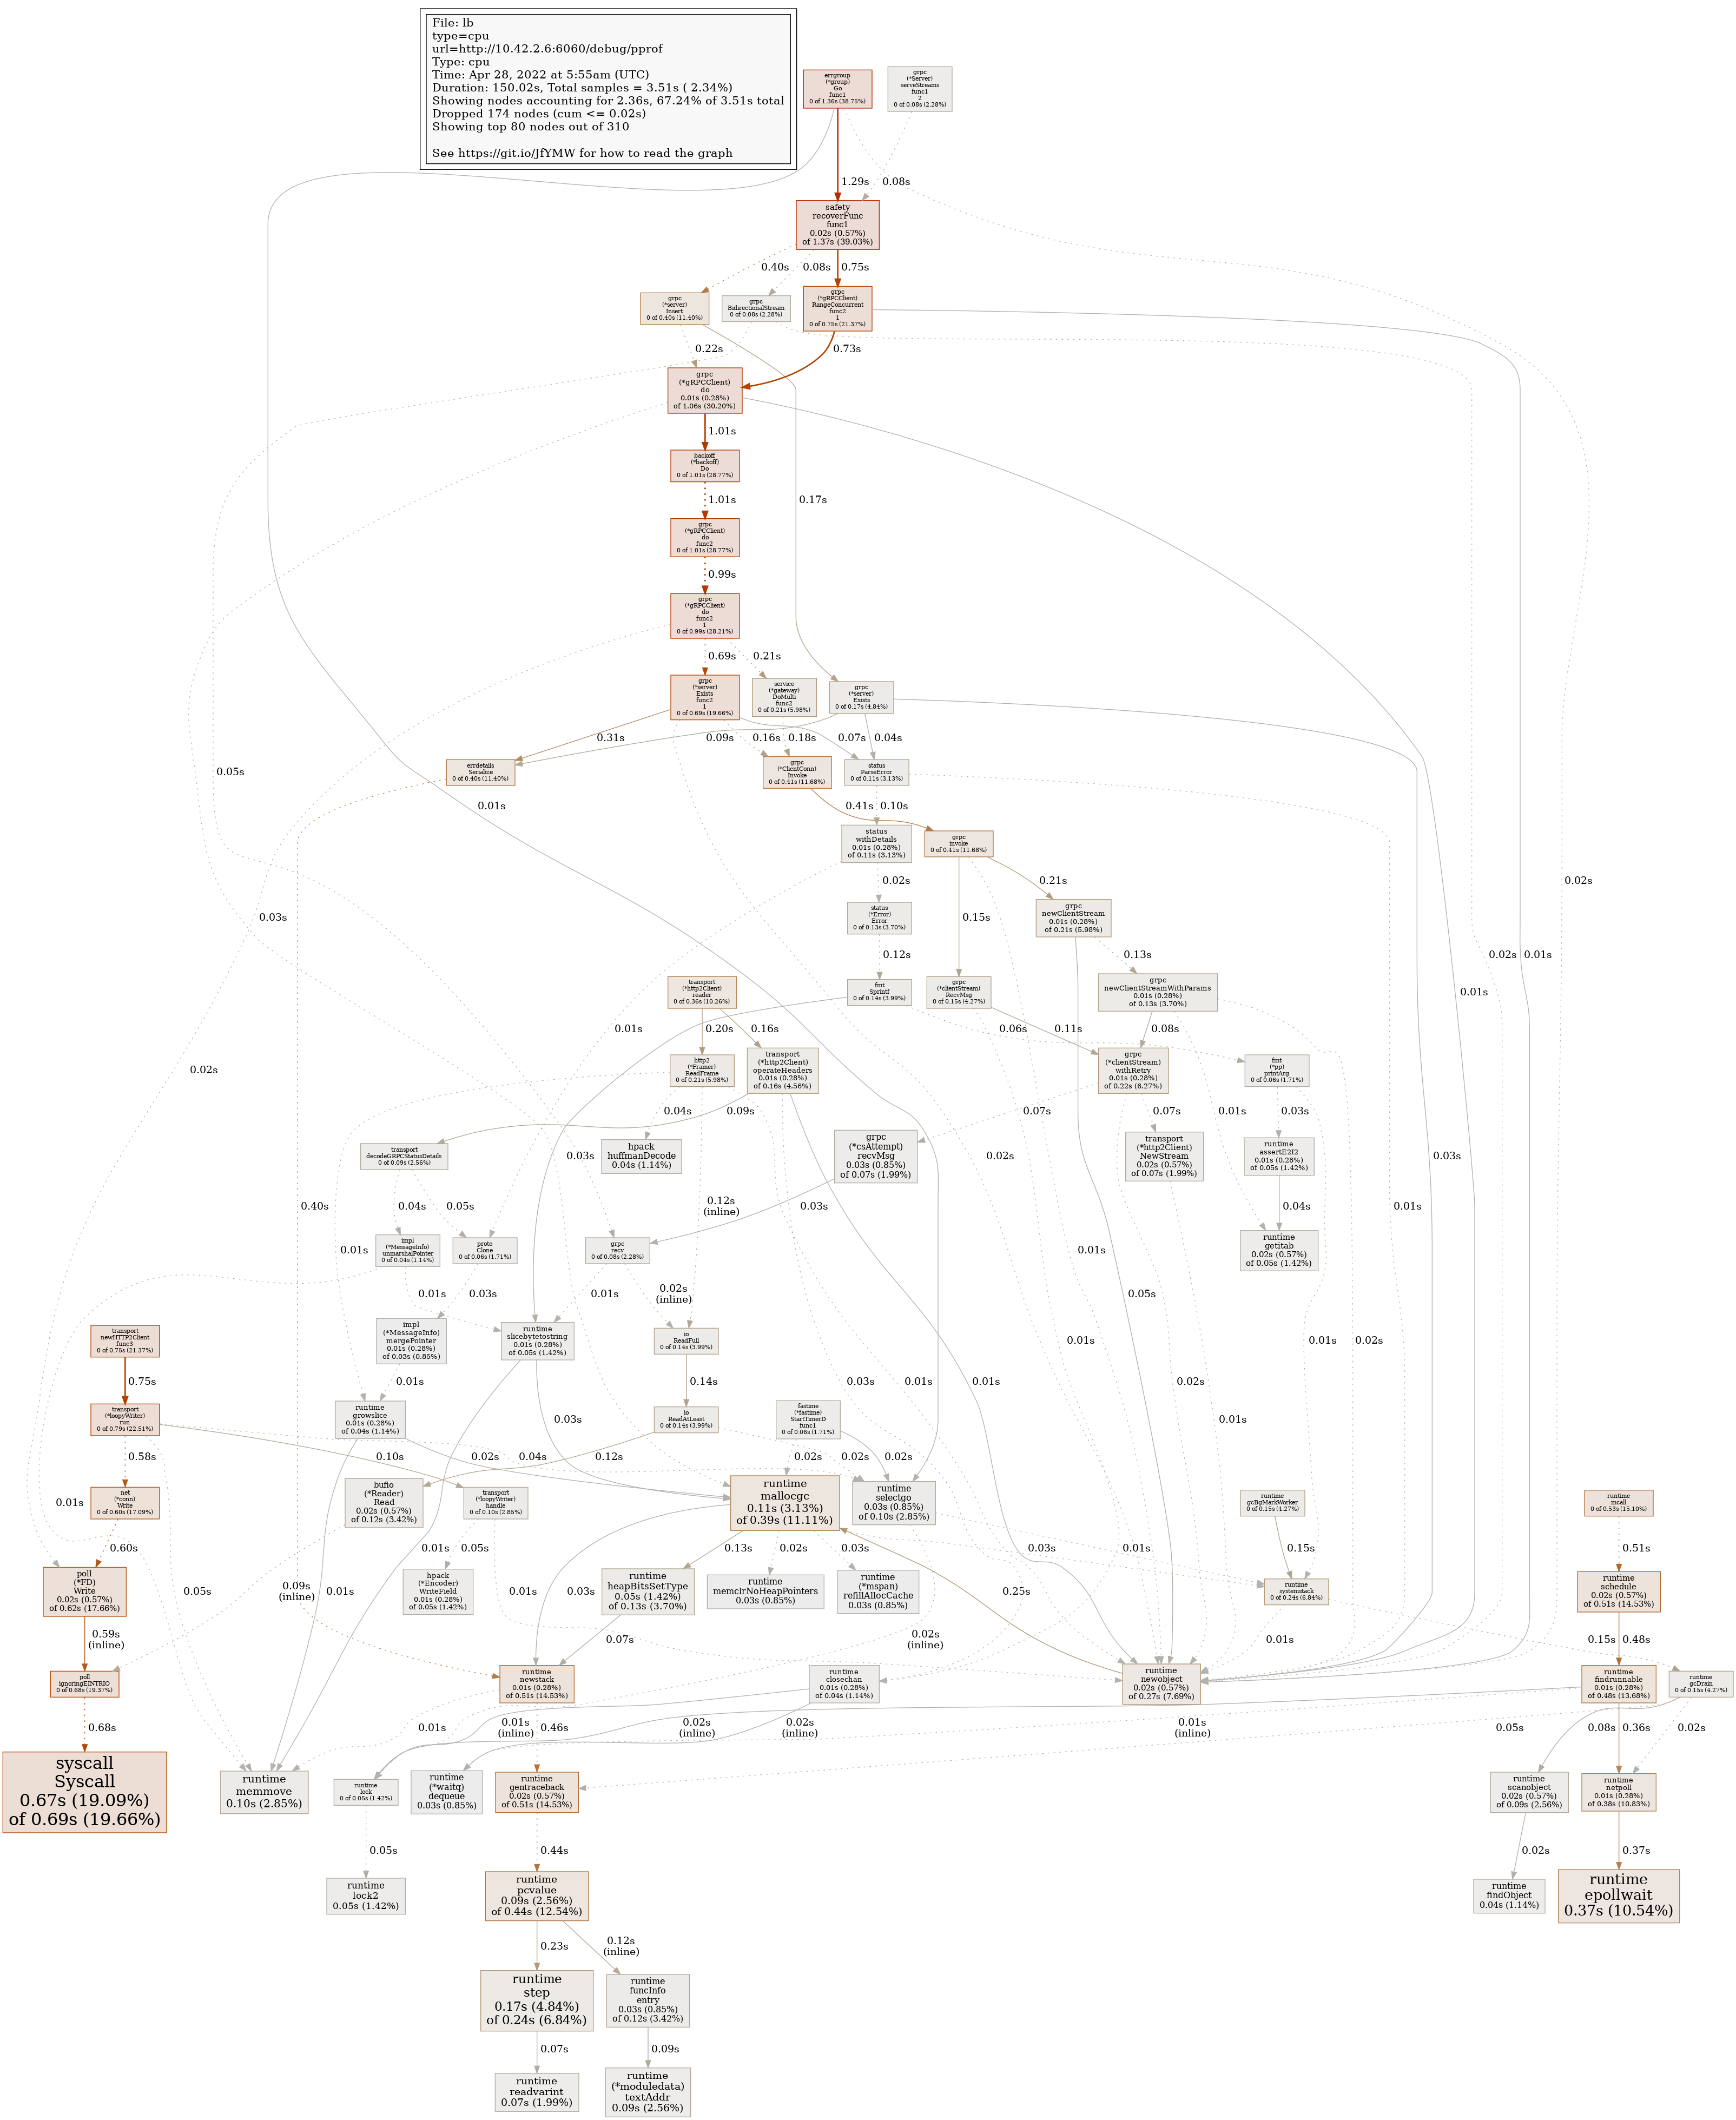 File: lb
type=cpu
url=http://10.42.2.6:6060/debug/pprof
Type: cpu
Time: Apr 28, 2022 at 5:55am (UTC)
Duration: 150.02s, Total samples = 3.51s ( 2.34%)
Showing nodes accounting for 2.36s, 67.24% of 3.51s total
Dropped 174 nodes (cum <= 0.02s)
Showing top 80 nodes out of 310
See https://git.io/JfYMW for how to read the graph
errgroup
(*group)
Go
func1
0 of 1.36s (38.75%)
grpc
(*Server)
serveStreams
func1
2
0 of 0.08s (2.28%)
1.29s
0.08s
safety
recoverFunc
func1
0.02s (0.57%)
of 1.37s (39.03%)
0.40s
0.08s
0.75s
grpc
(*server)
Insert
0 of 0.40s (11.40%)
grpc
BidirectionalStream
0 of 0.08s (2.28%)
grpc
(*gRPCClient)
RangeConcurrent
func2
1
0 of 0.75s (21.37%)
0.22s
0.73s
grpc
(*gRPCClient)
do
0.01s (0.28%)
of 1.06s (30.20%)
1.01s
backoff
(*backoff)
Do
0 of 1.01s (28.77%)
0.17s
1.01s
grpc
(*gRPCClient)
do
func2
0 of 1.01s (28.77%)
0.99s
grpc
(*gRPCClient)
do
func2
1
0 of 0.99s (28.21%)
0.69s
0.21s
grpc
(*server)
Exists
func2
1
0 of 0.69s (19.66%)
service
(*gateway)
DoMulti
func2
0 of 0.21s (5.98%)
grpc
(*server)
Exists
0 of 0.17s (4.84%)
0.31s
0.09s
0.16s
0.18s
0.07s
0.04s
0.05s
errdetails
Serialize
0 of 0.40s (11.40%)
grpc
(*ClientConn)
Invoke
0 of 0.41s (11.68%)
status
ParseError
0 of 0.11s (3.13%)
0.01s
0.41s
0.10s
status
withDetails
0.01s (0.28%)
of 0.11s (3.13%)
grpc
invoke
0 of 0.41s (11.68%)
0.02s
0.21s
0.02s
0.03s
status
(*Error)
Error
0 of 0.13s (3.70%)
0.15s
grpc
newClientStream
0.01s (0.28%)
of 0.21s (5.98%)
0.12s
0.13s
0.02s
0.01s
0.01s
transport
(*http2Client)
reader
0 of 0.36s (10.26%)
fmt
Sprintf
0 of 0.14s (3.99%)
grpc
(*clientStream)
RecvMsg
0 of 0.15s (4.27%)
grpc
newClientStreamWithParams
0.01s (0.28%)
of 0.13s (3.70%)
0.01s
0.20s
0.16s
0.06s
0.11s
0.08s
0.02s
http2
(*Framer)
ReadFrame
0 of 0.21s (5.98%)
transport
(*http2Client)
operateHeaders
0.01s (0.28%)
of 0.16s (4.56%)
grpc
(*clientStream)
withRetry
0.01s (0.28%)
of 0.22s (6.27%)
fmt
(*pp)
printArg
0 of 0.06s (1.71%)
0.04s
0.09s
0.07s
0.07s
0.01s
0.03s
transport
decodeGRPCStatusDetails
0 of 0.09s (2.56%)
0.03s
hpack
huffmanDecode
0.04s (1.14%)
grpc
(*csAttempt)
recvMsg
0.03s (0.85%)
of 0.07s (1.99%)
0.02s
transport
(*http2Client)
NewStream
0.02s (0.57%)
of 0.07s (1.99%)
runtime
assertE2I2
0.01s (0.28%)
of 0.05s (1.42%)
0.03s
0.40s
0.04s
0.05s
0.12s
(inline)
0.03s
0.04s
0.01s
0.01s
impl
(*MessageInfo)
unmarshalPointer
0 of 0.04s (1.14%)
proto
Clone
0 of 0.06s (1.71%)
grpc
recv
0 of 0.08s (2.28%)
0.01s
0.05s
runtime
getitab
0.02s (0.57%)
of 0.05s (1.42%)
0.01s
0.03s
0.01s
0.02s
(inline)
transport
newHTTP2Client
func3
0 of 0.75s (21.37%)
impl
(*MessageInfo)
mergePointer
0.01s (0.28%)
of 0.03s (0.85%)
runtime
slicebytetostring
0.01s (0.28%)
of 0.05s (1.42%)
io
ReadFull
0 of 0.14s (3.99%)
0.01s
0.01s
0.02s
0.75s
0.01s
0.14s
0.03s
0.01s
0.01s
0.02s
transport
(*loopyWriter)
run
0 of 0.79s (22.51%)
runtime
growslice
0.01s (0.28%)
of 0.04s (1.14%)
0.03s
io
ReadAtLeast
0 of 0.14s (3.99%)
fastime
(*fastime)
StartTimerD
func1
0 of 0.06s (1.71%)
0.01s
0.58s
0.10s
0.02s
0.04s
0.12s
0.02s
0.02s
0.02s
net
(*conn)
Write
0 of 0.60s (17.09%)
bufio
(*Reader)
Read
0.02s (0.57%)
of 0.12s (3.42%)
transport
(*loopyWriter)
handle
0 of 0.10s (2.85%)
runtime
mallocgc
0.11s (3.13%)
of 0.39s (11.11%)
runtime
selectgo
0.03s (0.85%)
of 0.10s (2.85%)
runtime
gcBgMarkWorker
0 of 0.15s (4.27%)
runtime
mcall
0 of 0.53s (15.10%)
0.01s
0.60s
0.01s
0.05s
0.03s
0.13s
0.02s
0.03s
0.03s
0.01s
0.15s
0.51s
poll
(*FD)
Write
0.02s (0.57%)
of 0.62s (17.66%)
0.05s
0.09s
(inline)
0.01s
hpack
(*Encoder)
WriteField
0.01s (0.28%)
of 0.05s (1.42%)
0.01s
runtime
heapBitsSetType
0.05s (1.42%)
of 0.13s (3.70%)
runtime
memclrNoHeapPointers
0.03s (0.85%)
runtime
(*mspan)
refillAllocCache
0.03s (0.85%)
0.25s
runtime
systemstack
0 of 0.24s (6.84%)
runtime
schedule
0.02s (0.57%)
of 0.51s (14.53%)
0.59s
(inline)
0.07s
0.02s
(inline)
0.01s
0.15s
0.48s
poll
ignoringEINTRIO
0 of 0.68s (19.37%)
runtime
newstack
0.01s (0.28%)
of 0.51s (14.53%)
runtime
closechan
0.01s (0.28%)
of 0.04s (1.14%)
runtime
newobject
0.02s (0.57%)
of 0.27s (7.69%)
runtime
findrunnable
0.01s (0.28%)
of 0.48s (13.68%)
runtime
gcDrain
0 of 0.15s (4.27%)
0.68s
0.01s
0.01s
(inline)
0.46s
0.02s
(inline)
0.02s
(inline)
0.01s
(inline)
0.05s
0.08s
0.36s
0.02s
syscall
Syscall
0.67s (19.09%)
of 0.69s (19.66%)
runtime
memmove
0.10s (2.85%)
runtime
lock
0 of 0.05s (1.42%)
runtime
(*waitq)
dequeue
0.03s (0.85%)
runtime
gentraceback
0.02s (0.57%)
of 0.51s (14.53%)
runtime
scanobject
0.02s (0.57%)
of 0.09s (2.56%)
runtime
netpoll
0.01s (0.28%)
of 0.38s (10.83%)
0.05s
0.44s
0.02s
0.37s
runtime
lock2
0.05s (1.42%)
runtime
pcvalue
0.09s (2.56%)
of 0.44s (12.54%)
runtime
findObject
0.04s (1.14%)
runtime
epollwait
0.37s (10.54%)
0.23s
0.12s
(inline)
runtime
step
0.17s (4.84%)
of 0.24s (6.84%)
runtime
funcInfo
entry
0.03s (0.85%)
of 0.12s (3.42%)
0.07s
0.09s
runtime
readvarint
0.07s (1.99%)
runtime
(*moduledata)
textAddr
0.09s (2.56%)